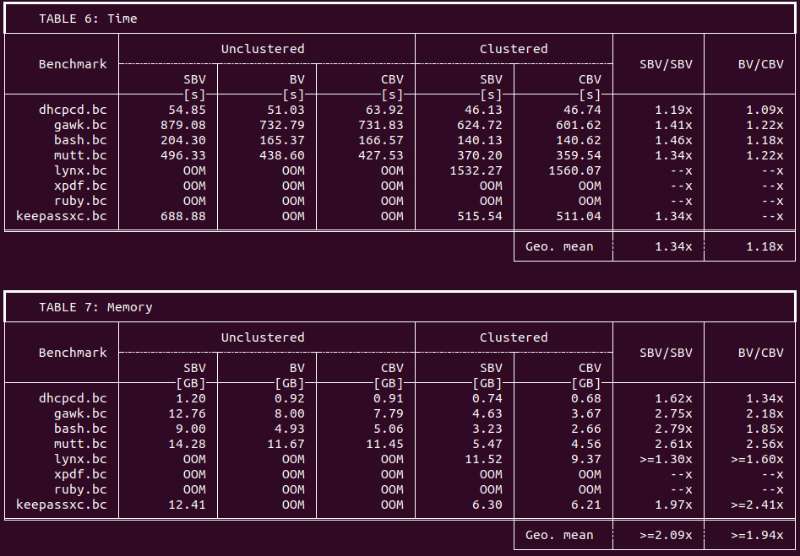 TABLE 6: Time
Unclustered Clustered
Benchmark SBV/SBV BV/CBV
SBV BV CBV SBV CBV
[s] [s] [s] [s] [s]
dhcpcd.bc 54.85 51.03 63.92 46.13 46.74 1.19x 1.09x
gawk.bc 879.08 732.79 731.83 624.72 601.62 1.41x 1.22x
bash.bc 204.30 165.37 166.57 140.13 140.62 1.46x 1.18x
mutt.bc 496.33 438.60 427.53 370.20 359.54 1.34x 1.22x
lynx.bc OOM OOM OOM 1532.27 1560.07 --x --x
xpdf.bc OOM OOM OOM OOM OOM --x --x
ruby.bc OOM OOM OOM OOM OOM --x --x
keepassxc.bc 688.88 OOM OOM 515.54 511.04 1.34x --x
Geo. mean 1.34x 1.18x
TABLE 7: Memory
Unclustered Clustered
Benchmark SBV/SBV BV/CBV
SBV BV CBV SBV CBV
[GB] [GB] [GB] [GB] [GB]
dhcpcd.bc 1.20 0.92 0.91 0.74 0.68 1.62x 1.34x
gawk.bc 12.76 8.00 7.79 4.63 3.67 2.75x 2.18x
bash.bc 9.00 4.93 5.06 3.23 2.66 2.79x 1.85x
mutt.bc 14.28 11.67 11.45 5.47 4.56 2.61x 2.56x
lynx.bc OOM OOM OOM 11.52 9.37 >=1.30x >=1.60x
xpdf.bc OOM OOM OOM OOM OOM --x --x
ruby.bc OOM OOM OOM OOM OOM --x --x
keepassxc.bc 12.41 OOM OOM 6.30 6.21 1.97x >=2.41x
Geo. mean >=2.09x >=1.94x